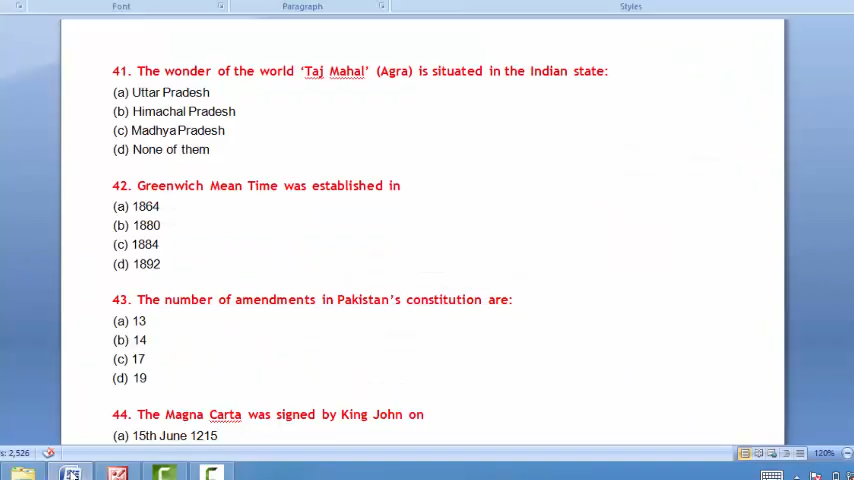 Font Paragraph Styles
41. The wonder of the world ‘Taj Mahal’ (Agra) is situated in the Indian state:
(a) Uttar Pradesh
(b) Himachal Pradesh
(c) Madhya Pradesh
(d) None of them
42. Greenwich Mean Time was established in
(a) 1864
(b) 1880
(c) 1884
(d) 1892
43. The number of amendments in Pakistan’s constitution are:
(a) 13
(b) 14
(c) 17
(d) 19
44. The Magna Carta was signed by King John on
(a) 15th June 1215
s: 2,526 120%